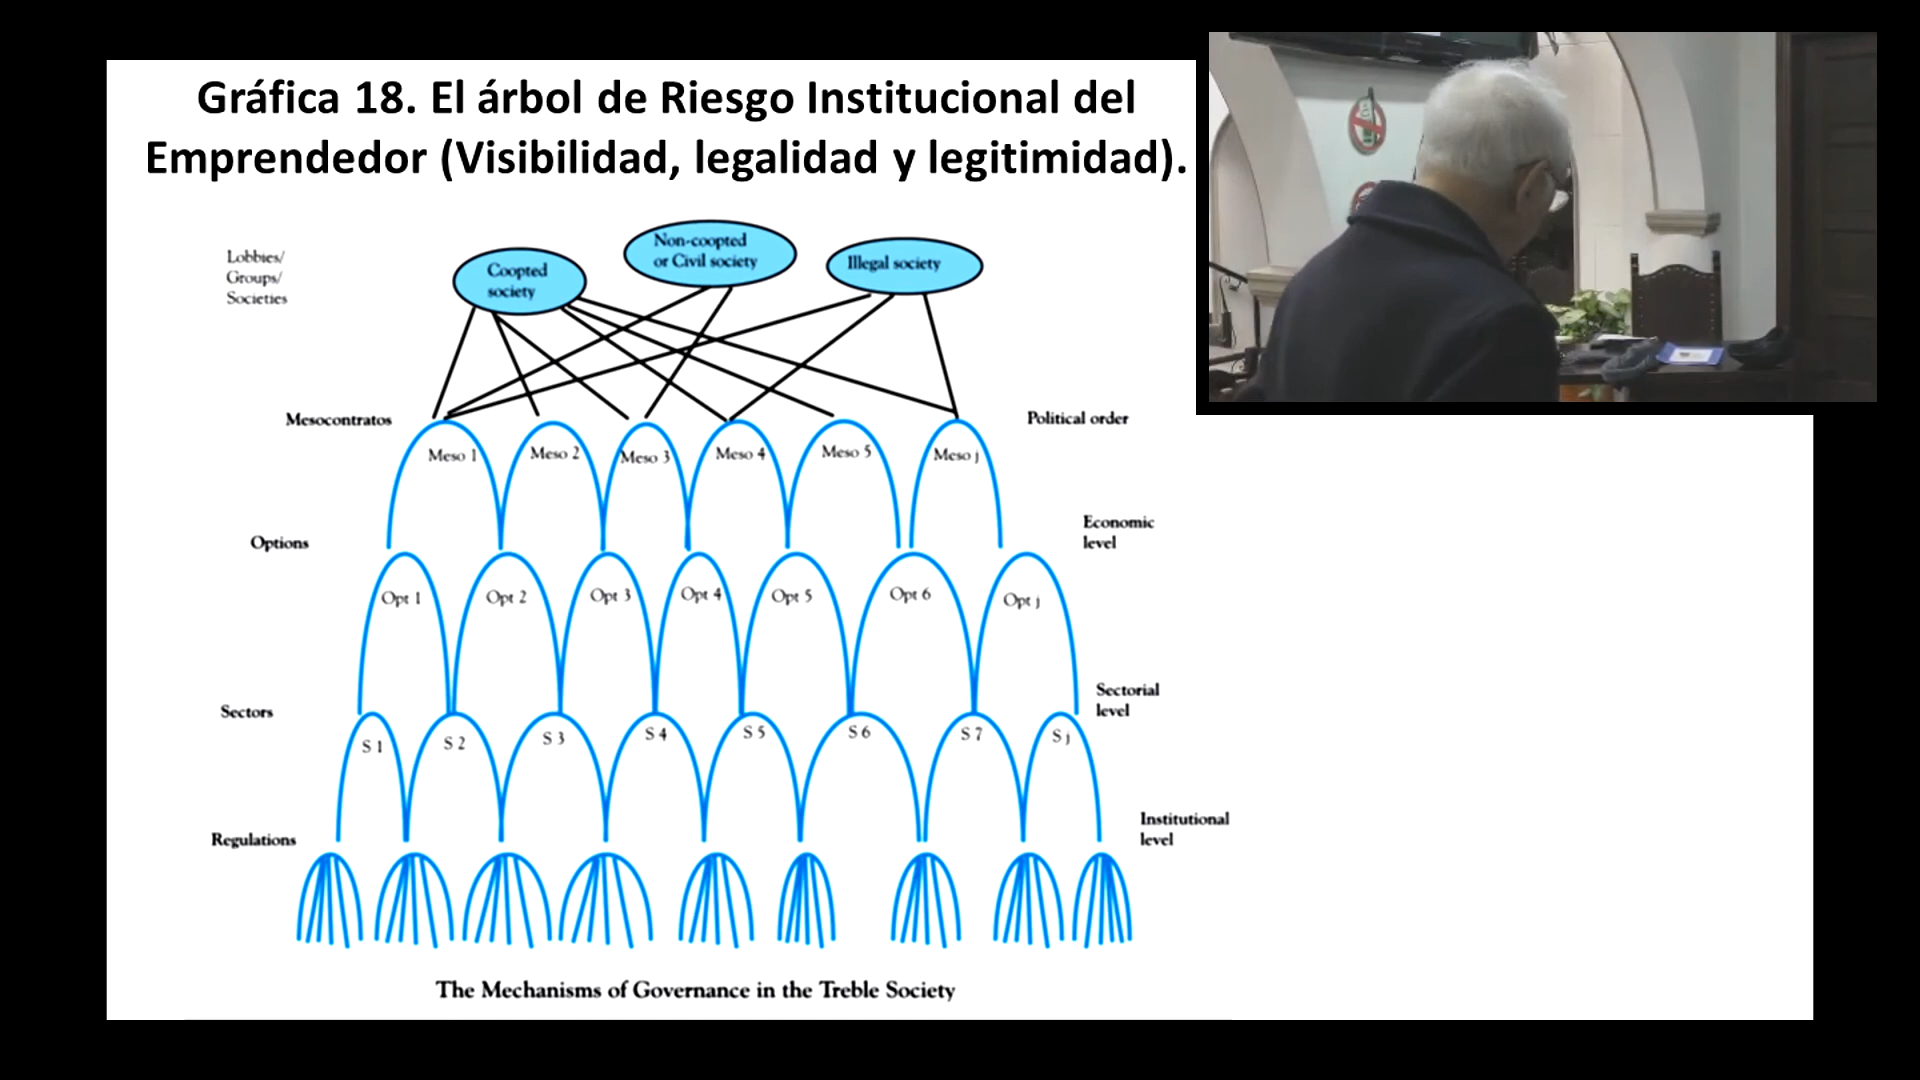 Gráfica 18. El árbol de Riesgo Institucional del
Emprendedor (Visibilidad, legalidad y legitimidad).
Lobbies/
Groups/
Societies
Coopted
society
Non-coopted
or Civil society
Illegal society
Mesocontratos
Political order
Meso 1
Meso 2
Meso 3
Meso 4
Meso 5
Meso j
Options
Economic
level
Opt 1
Opt 2
Opt 3
Opt 4
Opt 5
Opt 6
Opt j
Sectors
Sectorial
level
S 1
S 2
S 3
S 4
S 5
S 6
S 7
S j
Regulations
Institutional
level
The Mechanisms of Governance in the Treble Society